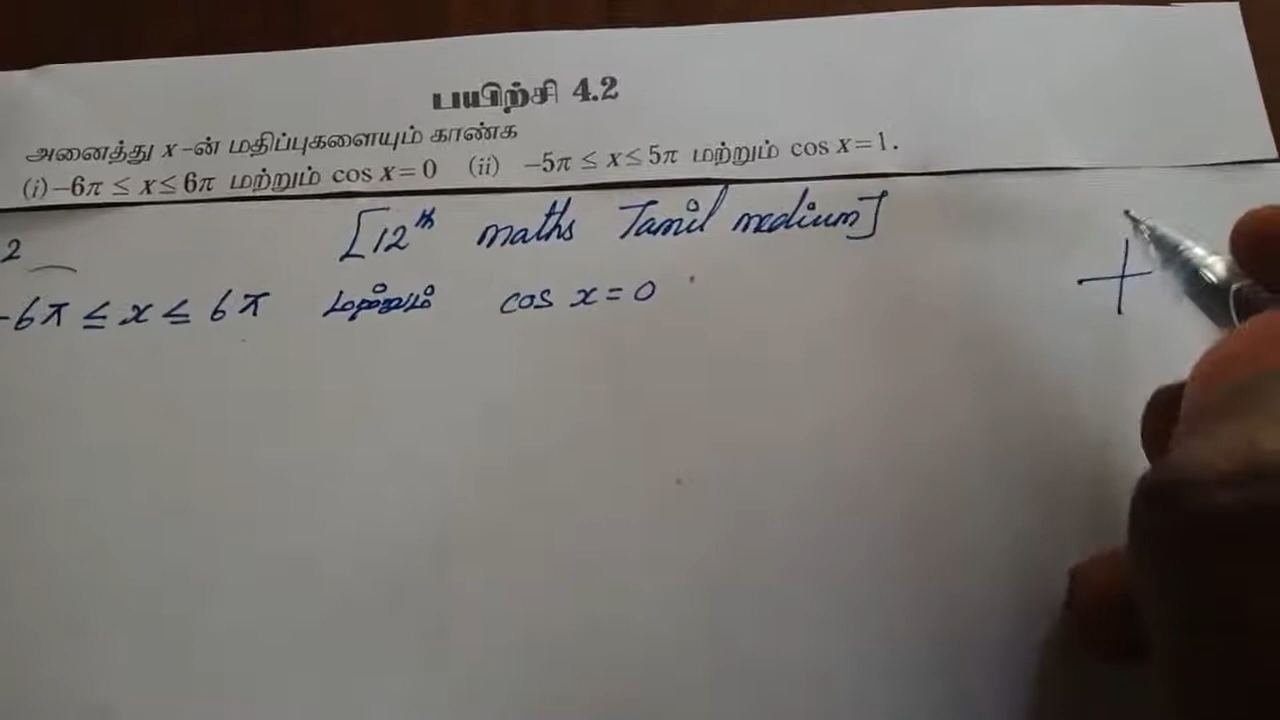 பயிற்சி 4.2
அனைத்து x-ன் மதிப்புகளையும் காண்க
(i) -6π ≤ x ≤ 6π மற்றும் cos x = 0 (ii) -5π ≤ x ≤ 5π மற்றும் cos x = 1.
[12th maths Tamil medium]
2
-6π ≤ x ≤ 6π மற்றும் cos x = 0